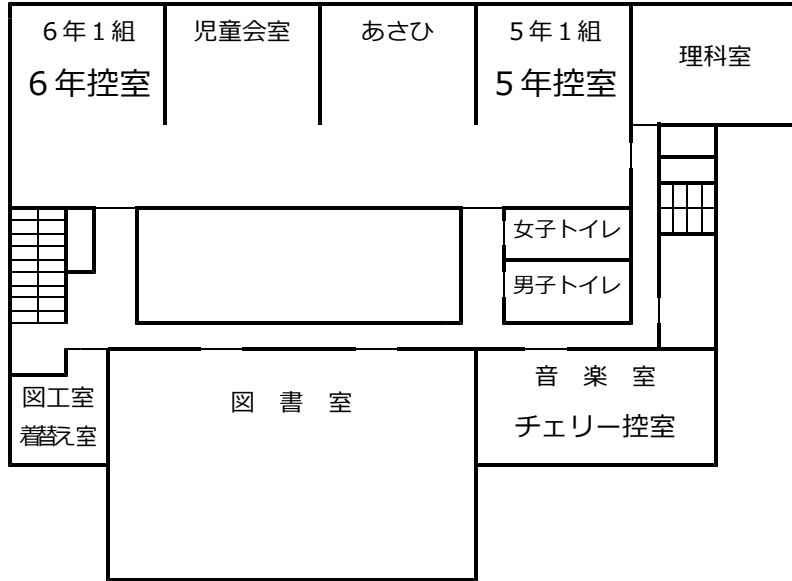 ６年１組
６年控室
児童会室
あさひ
５年１組
５年控室
理科室
女子トイレ
男子トイレ
図工室
着替え室
図　書　室
音　楽　室
チェリー控室